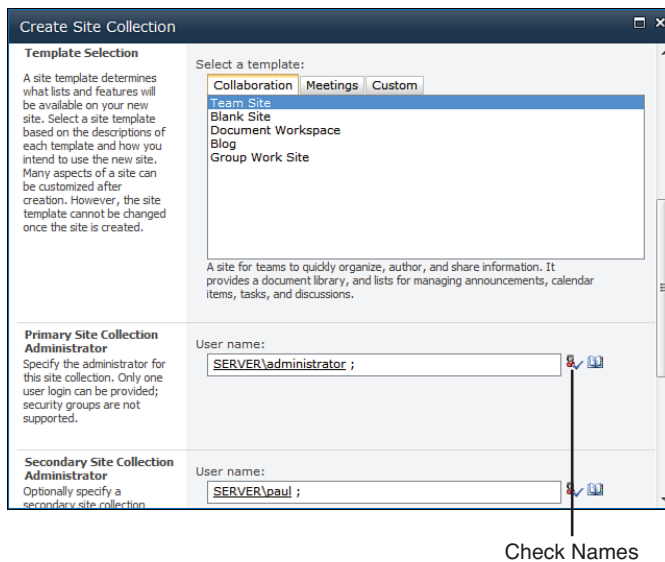 Create Site Collection
Template Selection
A site template determines
what lists and features will
be available on your new
site. Select a site template
based on the descriptions of
each template and how you
intend to use the new site.
Many aspects of a site can
be customized after
creation. However, the site
template cannot be changed
once the site is created.
Select a template:
Collaboration Meetings Custom
Team Site
Blank Site
Document Workspace
Blog
Group Work Site
A site for teams to quickly organize, author, and share information. It
provides a document library, and lists for managing announcements, calendar
items, tasks, and discussions.
Primary Site Collection
Administrator
Specify the administrator for
this site collection. Only one
user login can be provided;
security groups are not
supported.
User name:
SERVER\administrator ;
Secondary Site Collection
Administrator
Optionally specify a
secondary site collection
User name:
SERVER\paul ;
Check Names